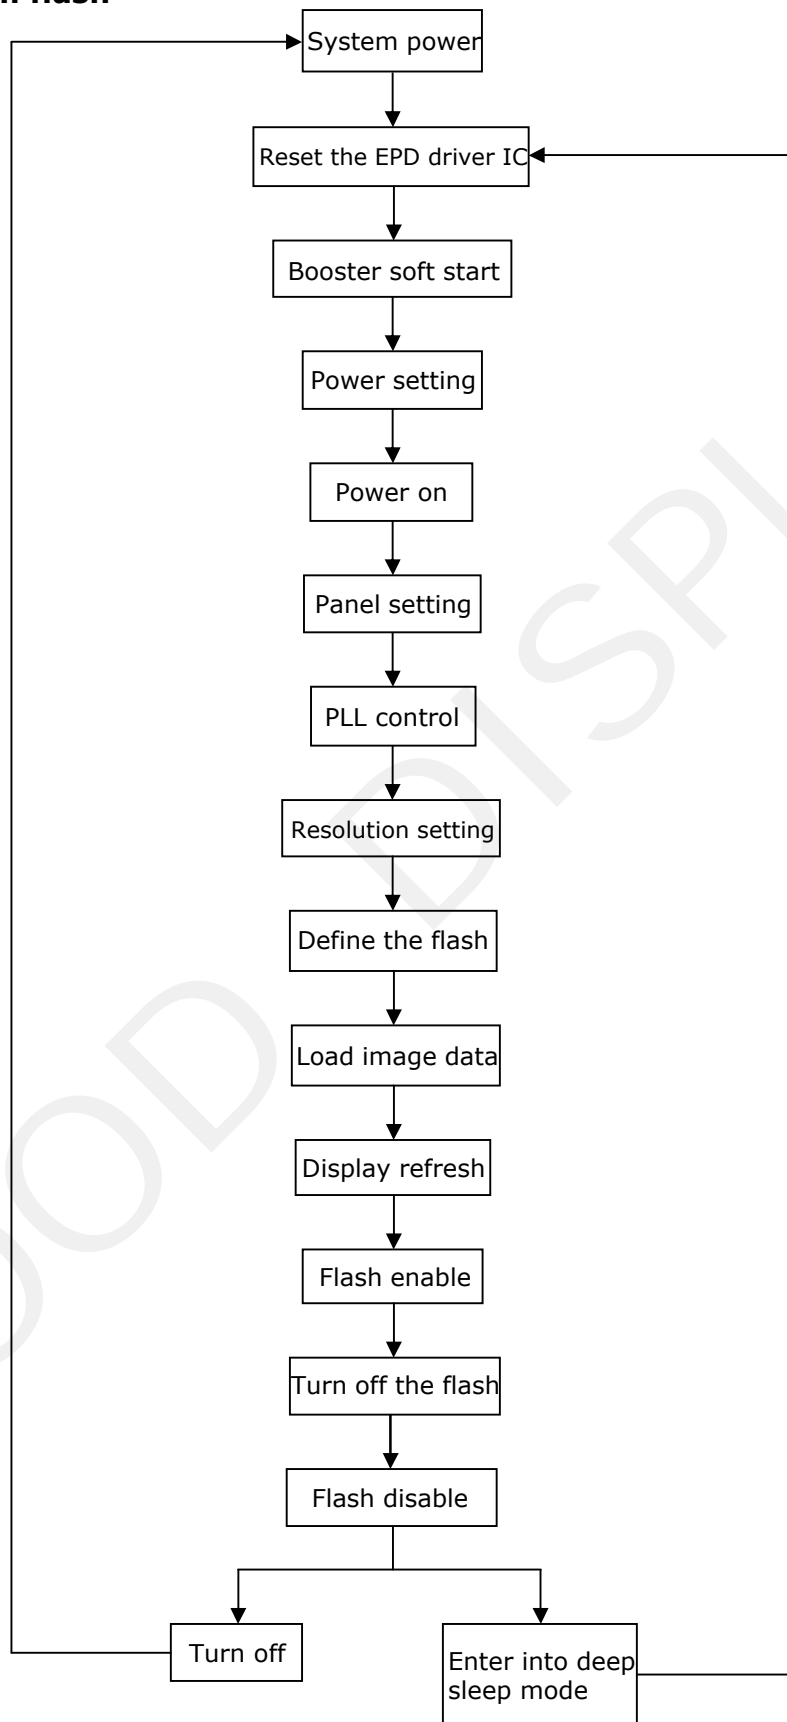 flash
System power
Reset the EPD driver IC
Booster soft start
Power setting
Power on
Panel setting
PLL control
Resolution setting
Define the flash
Load image data
Display refresh
Flash enable
Turn off the flash
Flash disable
Turn off
Enter into deep
sleep mode